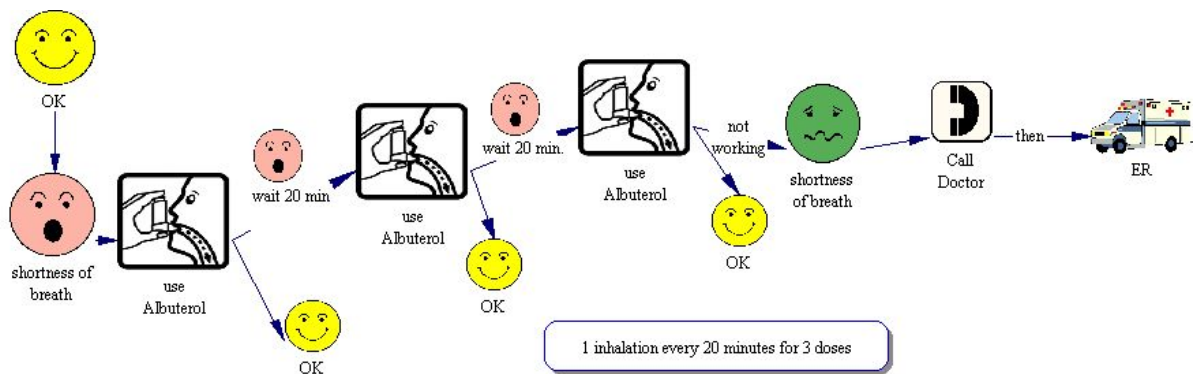 OK
shortness of
breath
use
Albuterol
OK
wait 20 min
use
Albuterol
OK
wait 20 min.
use
Albuterol
not
working
OK
shortness
of breath
Call
Doctor
then
ER
1 inhalation every 20 minutes for 3 doses